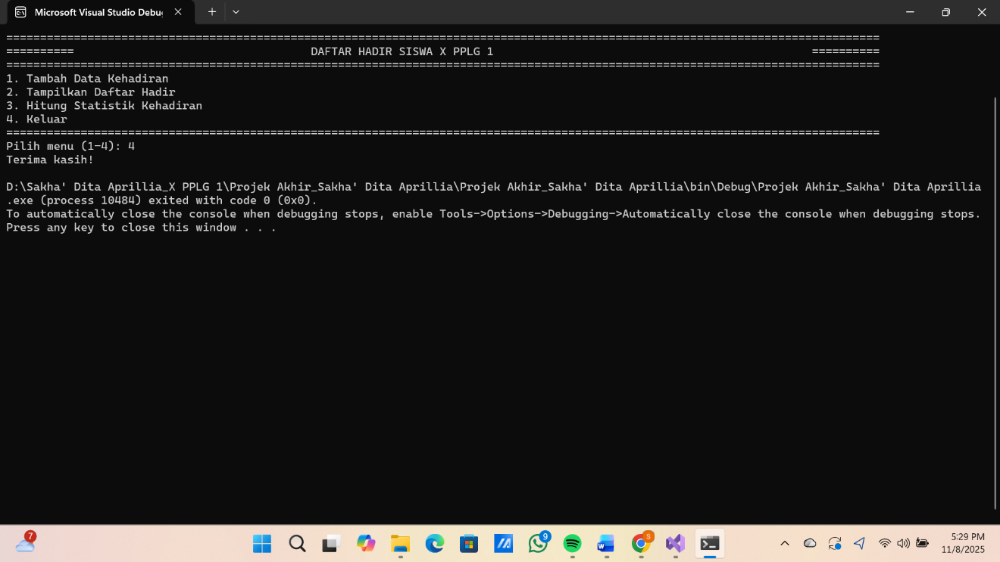 Microsoft Visual Studio Debu
=================================================================================================================================
==========                                   DAFTAR HADIR SISWA X PPLG 1                                               ==========
=================================================================================================================================
1. Tambah Data Kehadiran
2. Tampilkan Daftar Hadir
3. Hitung Statistik Kehadiran
4. Keluar
=================================================================================================================================
Pilih menu (1-4): 4
Terima kasih!
D:\Sakha' Dita Aprillia_X PPLG 1\Projek Akhir_Sakha' Dita Aprillia\Projek Akhir_Sakha' Dita Aprillia\bin\Debug\Projek Akhir_Sakha' Dita Aprillia
.exe (process 10484) exited with code 0 (0x0).
To automatically close the console when debugging stops, enable Tools->Options->Debugging->Automatically close the console when debugging stops.
Press any key to close this window . . .
7
9
S
5:29 PM
11/8/2025